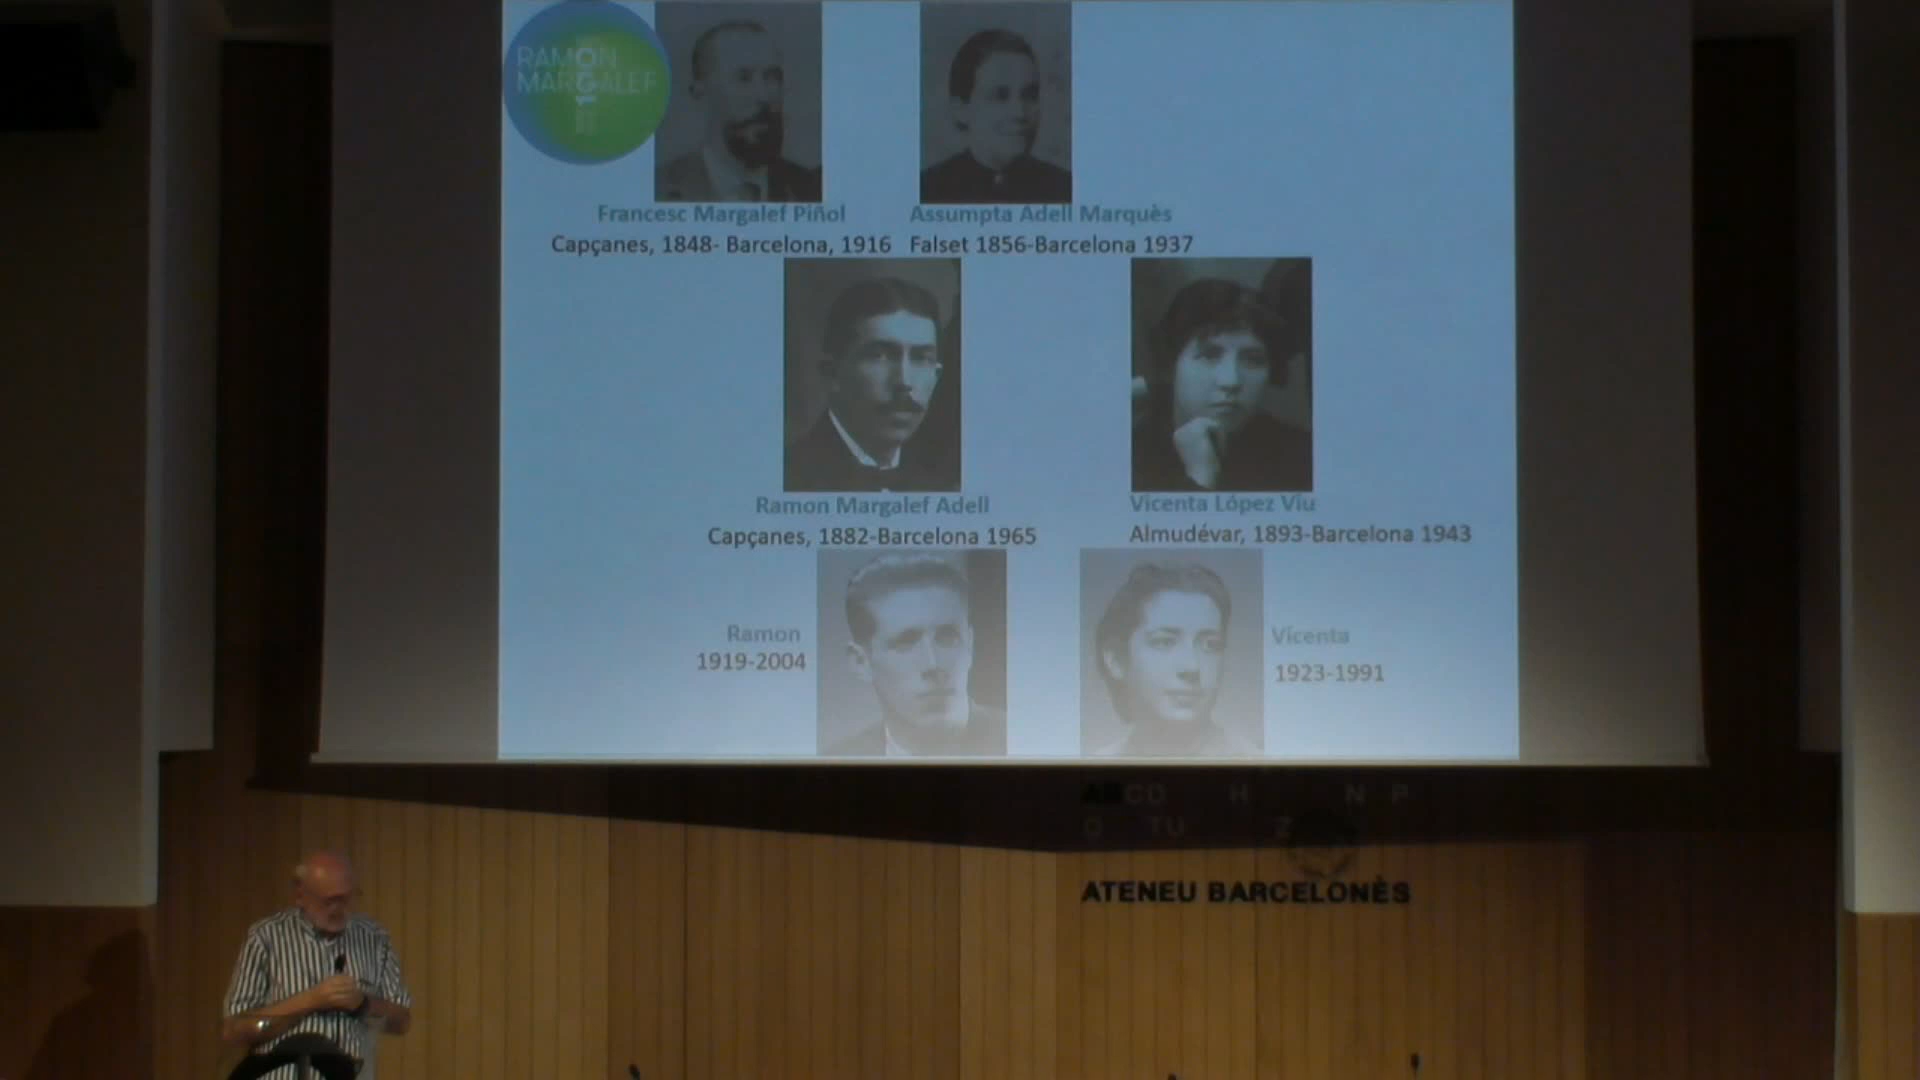 RAMON
MARGALEF
Francesc Margalef Piñol
Assumpta Adell Marquès
Capçanes, 1848- Barcelona, 1916
Falset 1856-Barcelona 1937
Ramon Margalef Adell
Vicenta López Viu
Capçanes, 1882-Barcelona 1965
Almudévar, 1893-Barcelona 1943
Ramon
1919-2004
Vicenta
1923-1991
CD H N P
O TU Z
ATENEU BARCELONÈS